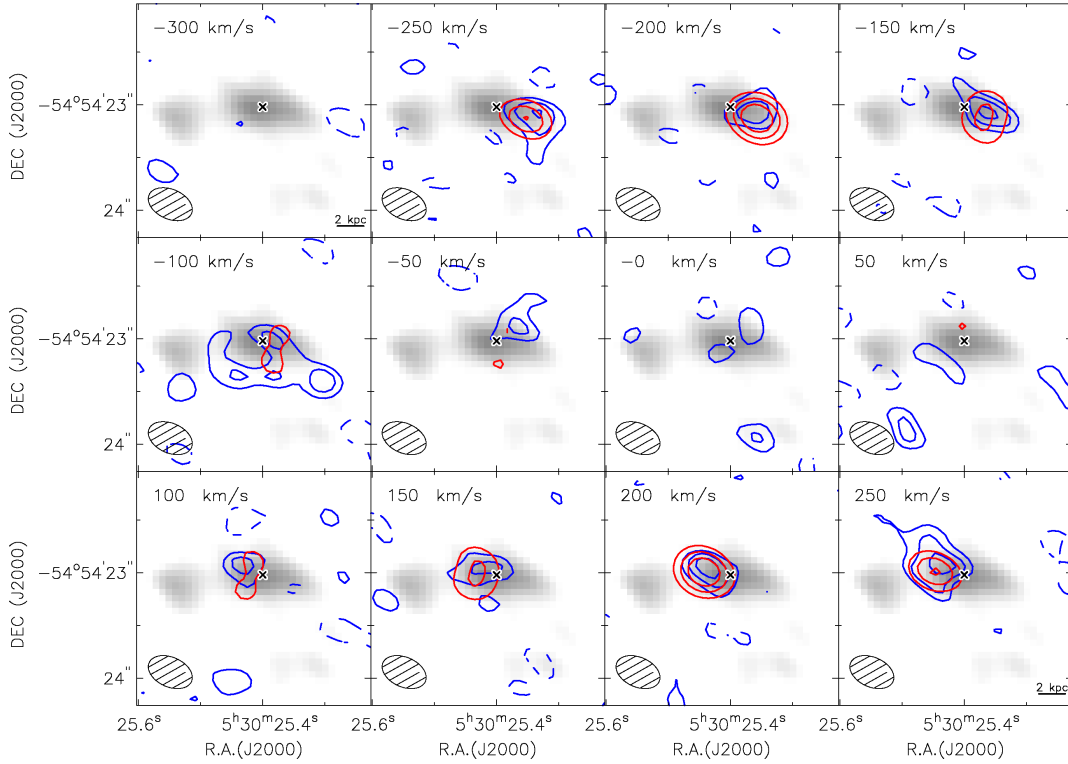 −300 km/s
−250 km/s
−200 km/s
−150 km/s
DEC (J2000)
−54°54'23"
24"
2 kpc
−100 km/s
−50 km/s
−0 km/s
50 km/s
DEC (J2000)
−54°54'23"
24"
100 km/s
150 km/s
200 km/s
250 km/s
DEC (J2000)
−54°54'23"
24"
2 kpc
25.6s 5h30m25.4s 25.6s 5h30m25.4s 25.6s 5h30m25.4s 25.6s 5h30m25.4s
R.A.(J2000) R.A.(J2000) R.A.(J2000) R.A.(J2000)